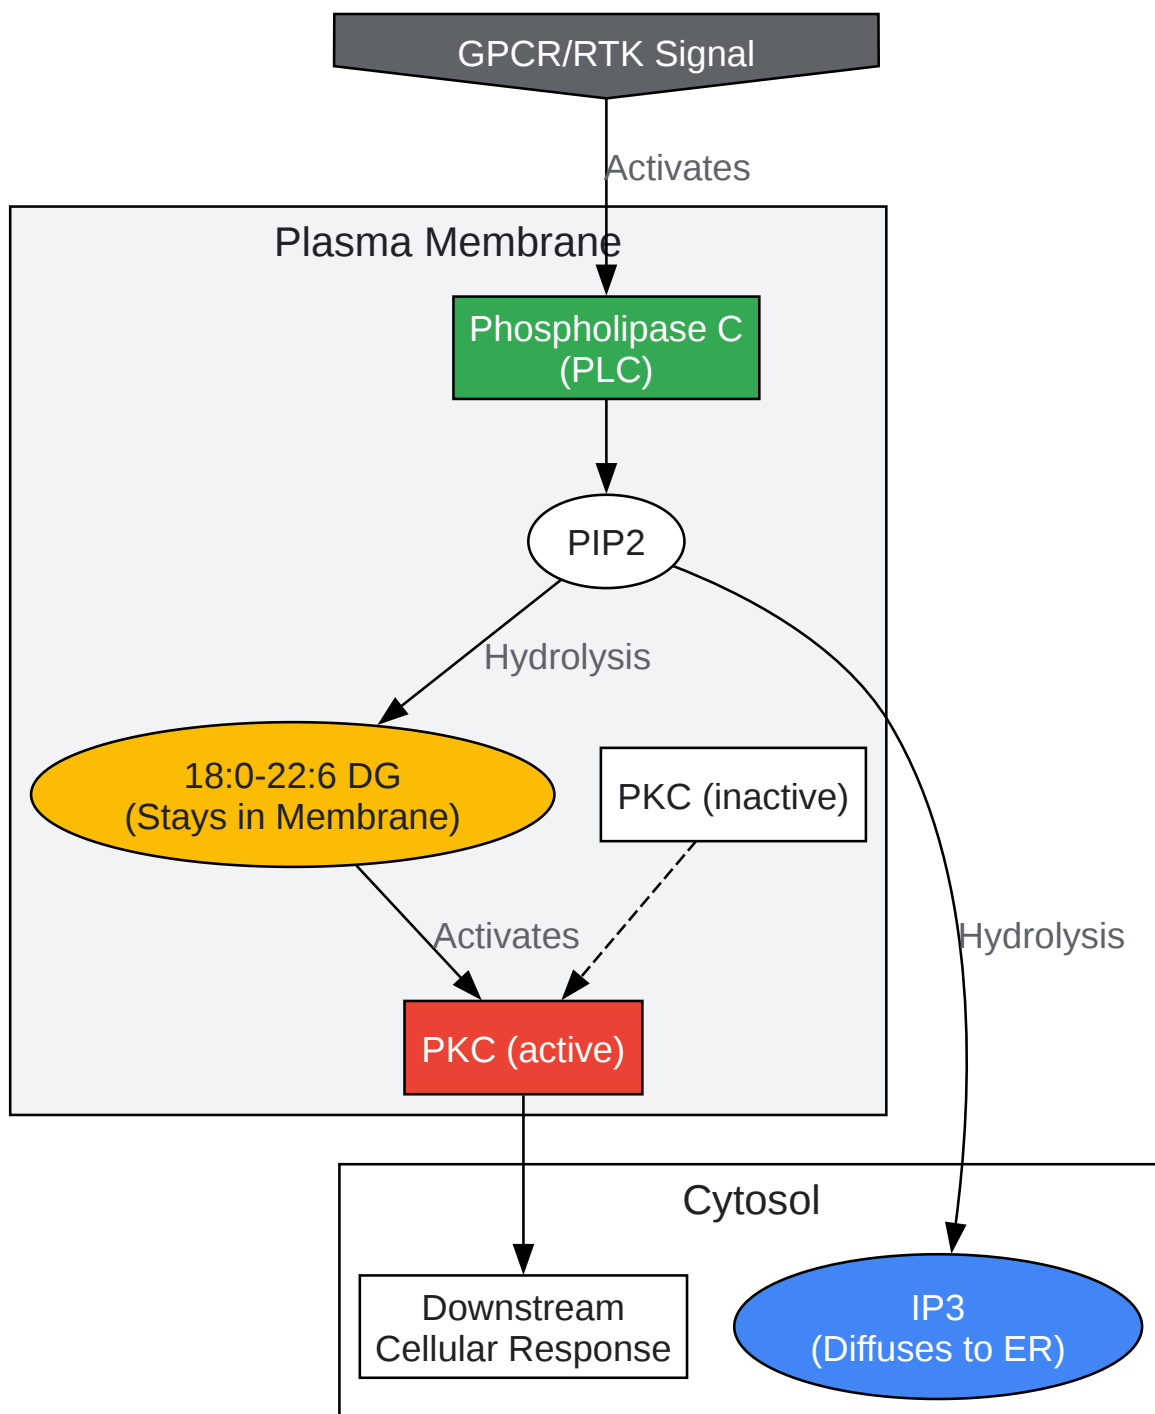 GPCR/RTK Signal
Activates
Plasma Membrane
Phospholipase C
(PLC)
PIP2
Hydrolysis
18:0-22:6 DG
(Stays in Membrane)
PKC (inactive)
Activates
Hydrolysis
PKC (active)
Cytosol
Downstream
Cellular Response
IP3
(Diffuses to ER)